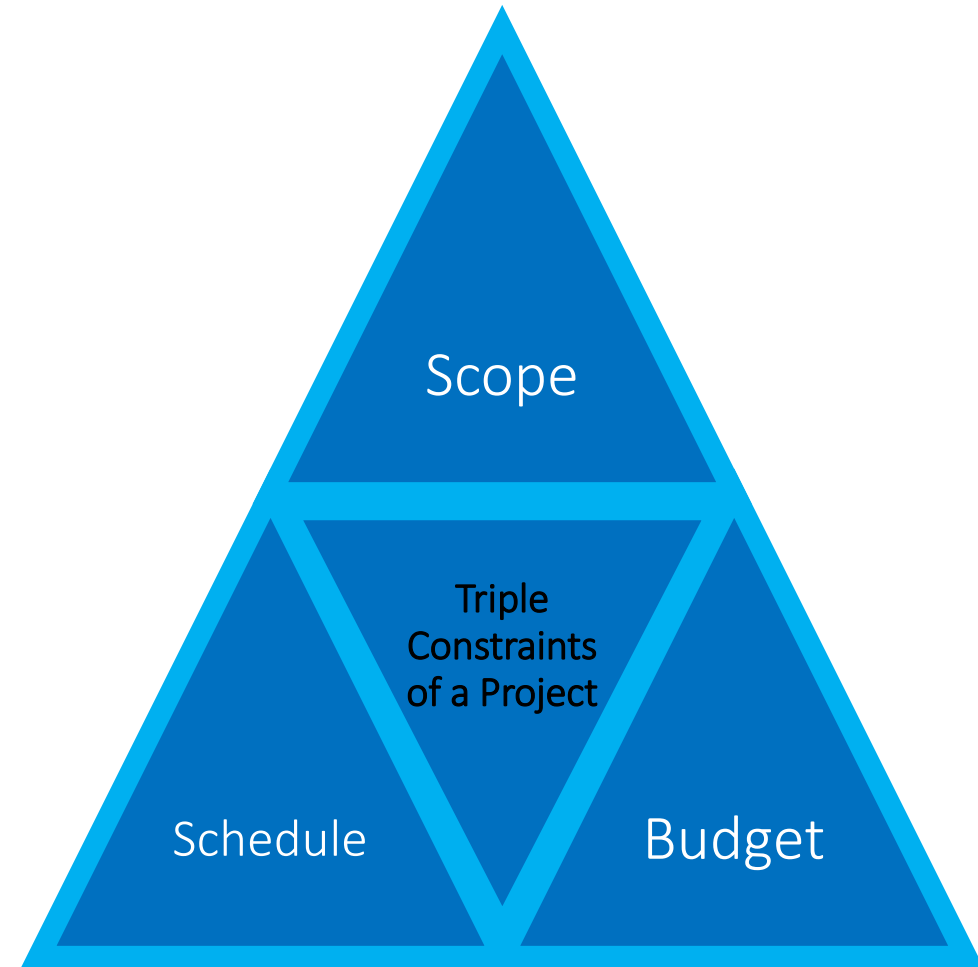 Scope
Triple
Constraints
of a Project
Schedule
Budget